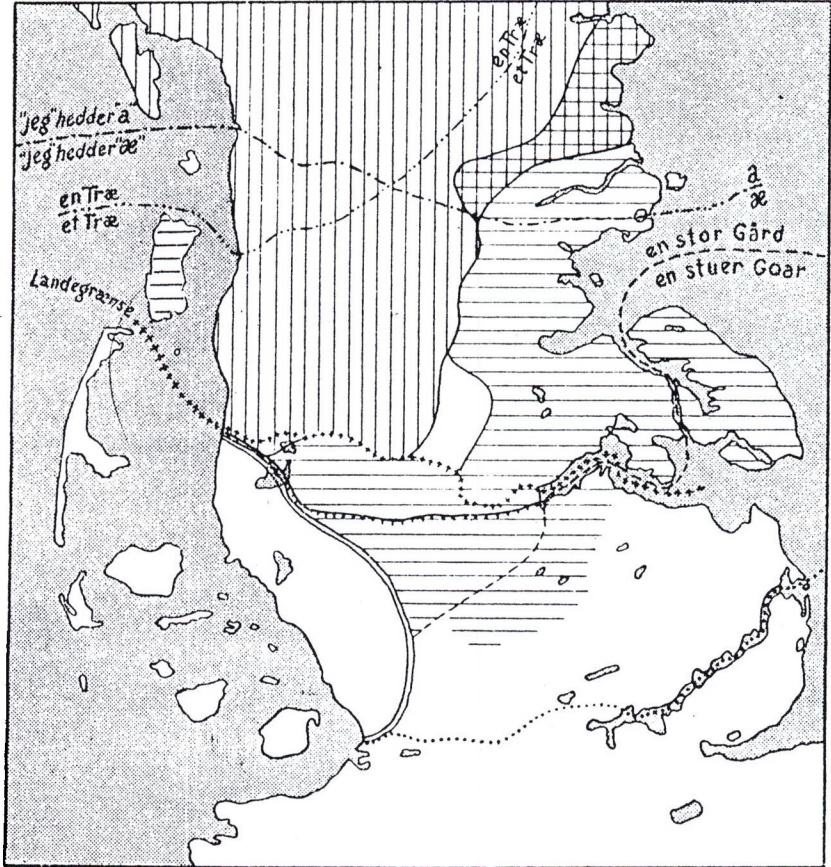 en Træ
et Træ
"jeg" hedder "a"
"jeg" hedder "æ"
en Træ
et Træ
a
æ
en stor Gård
en stuer Goar
Landegrænse